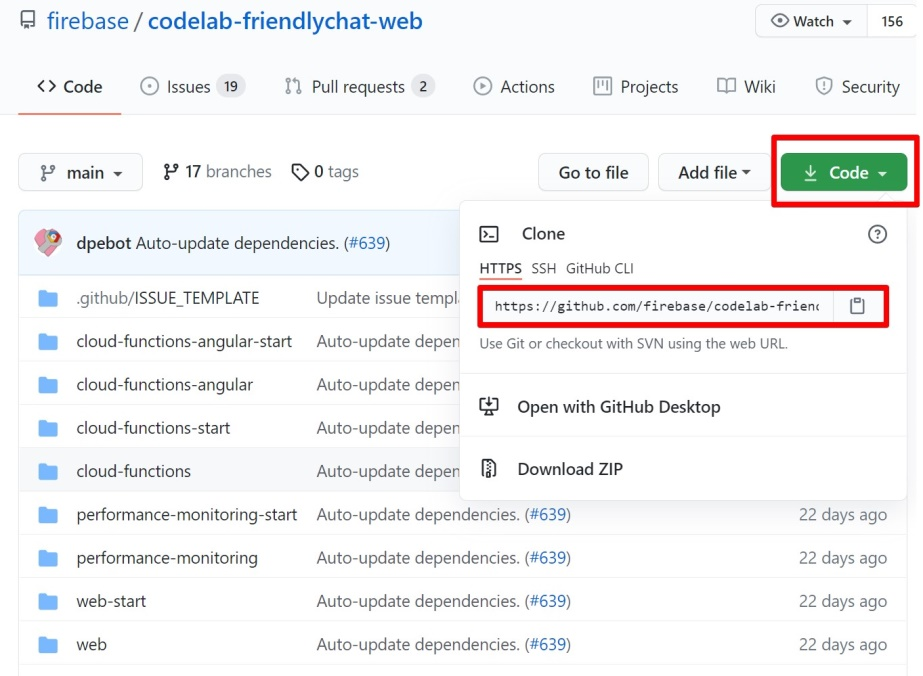 firebase / codelab-friendlychat-web
Watch 156
Code Issues 19 Pull requests 2 Actions Projects Wiki Security
main 17 branches 0 tags Go to file Add file Code
dpebot Auto-update dependencies. (#639)
Clone
HTTPS SSH GitHub CLI
https://github.com/firebase/codelab-friend
Use Git or checkout with SVN using the web URL.
Open with GitHub Desktop
Download ZIP
.github/ISSUE_TEMPLATE Update issue templ
cloud-functions-angular-start Auto-update depen
cloud-functions-angular Auto-update depen
cloud-functions-start Auto-update depen
cloud-functions Auto-update depen
performance-monitoring-start Auto-update dependencies. (#639) 22 days ago
performance-monitoring Auto-update dependencies. (#639) 22 days ago
web-start Auto-update dependencies. (#639) 22 days ago
web Auto-update dependencies. (#639) 22 days ago